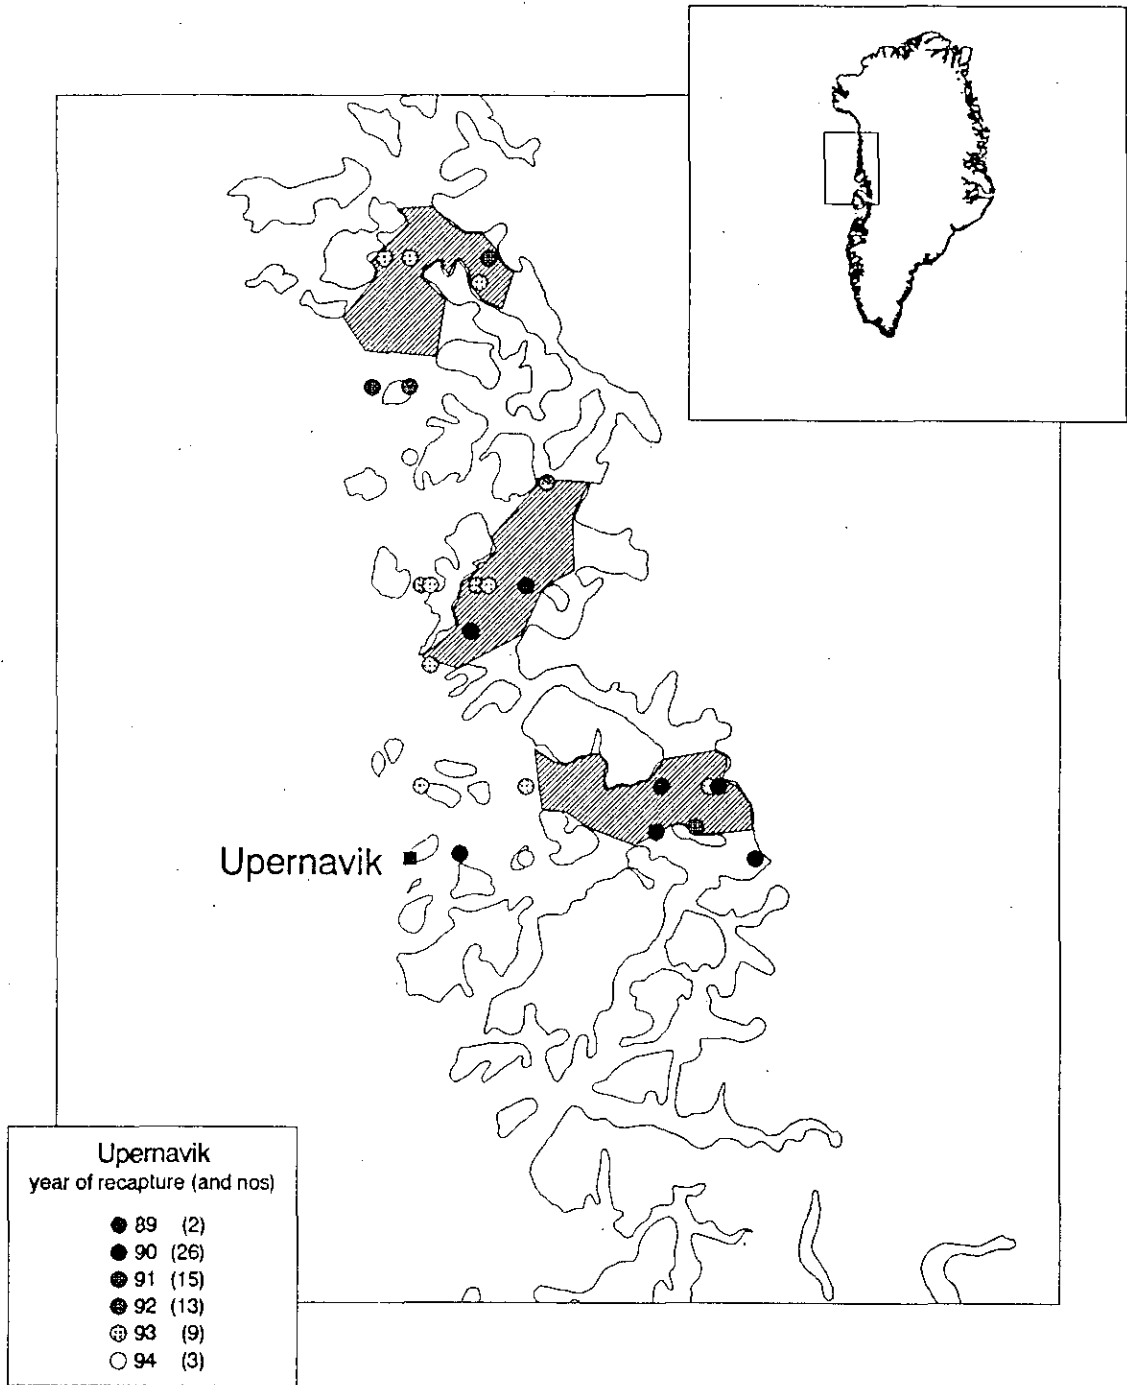 Upernavik
Upernavik
year of recapture (and nos)
89 (2)
90 (26)
91 (15)
92 (13)
93 (9)
94 (3)